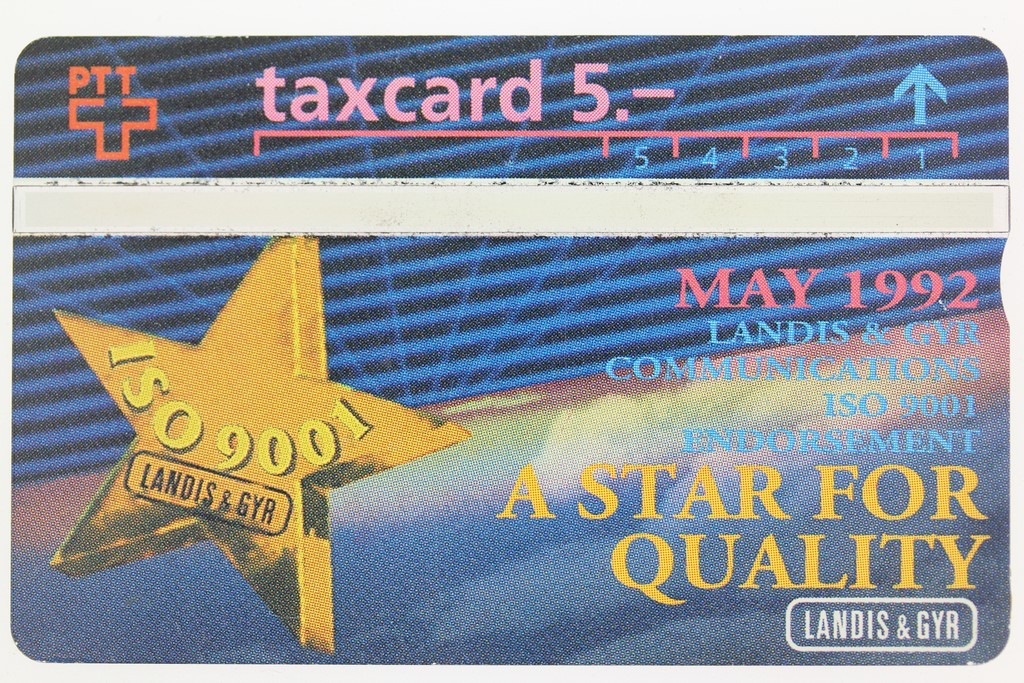 PTT
taxcard 5.–
5 4 3 2 1
MAY 1992
LANDIS & GYR
COMMUNICATIONS
ISO 9001
ENDORSEMENT
A STAR FOR
QUALITY
LANDIS & GYR
ISO 9001
LANDIS & GYR